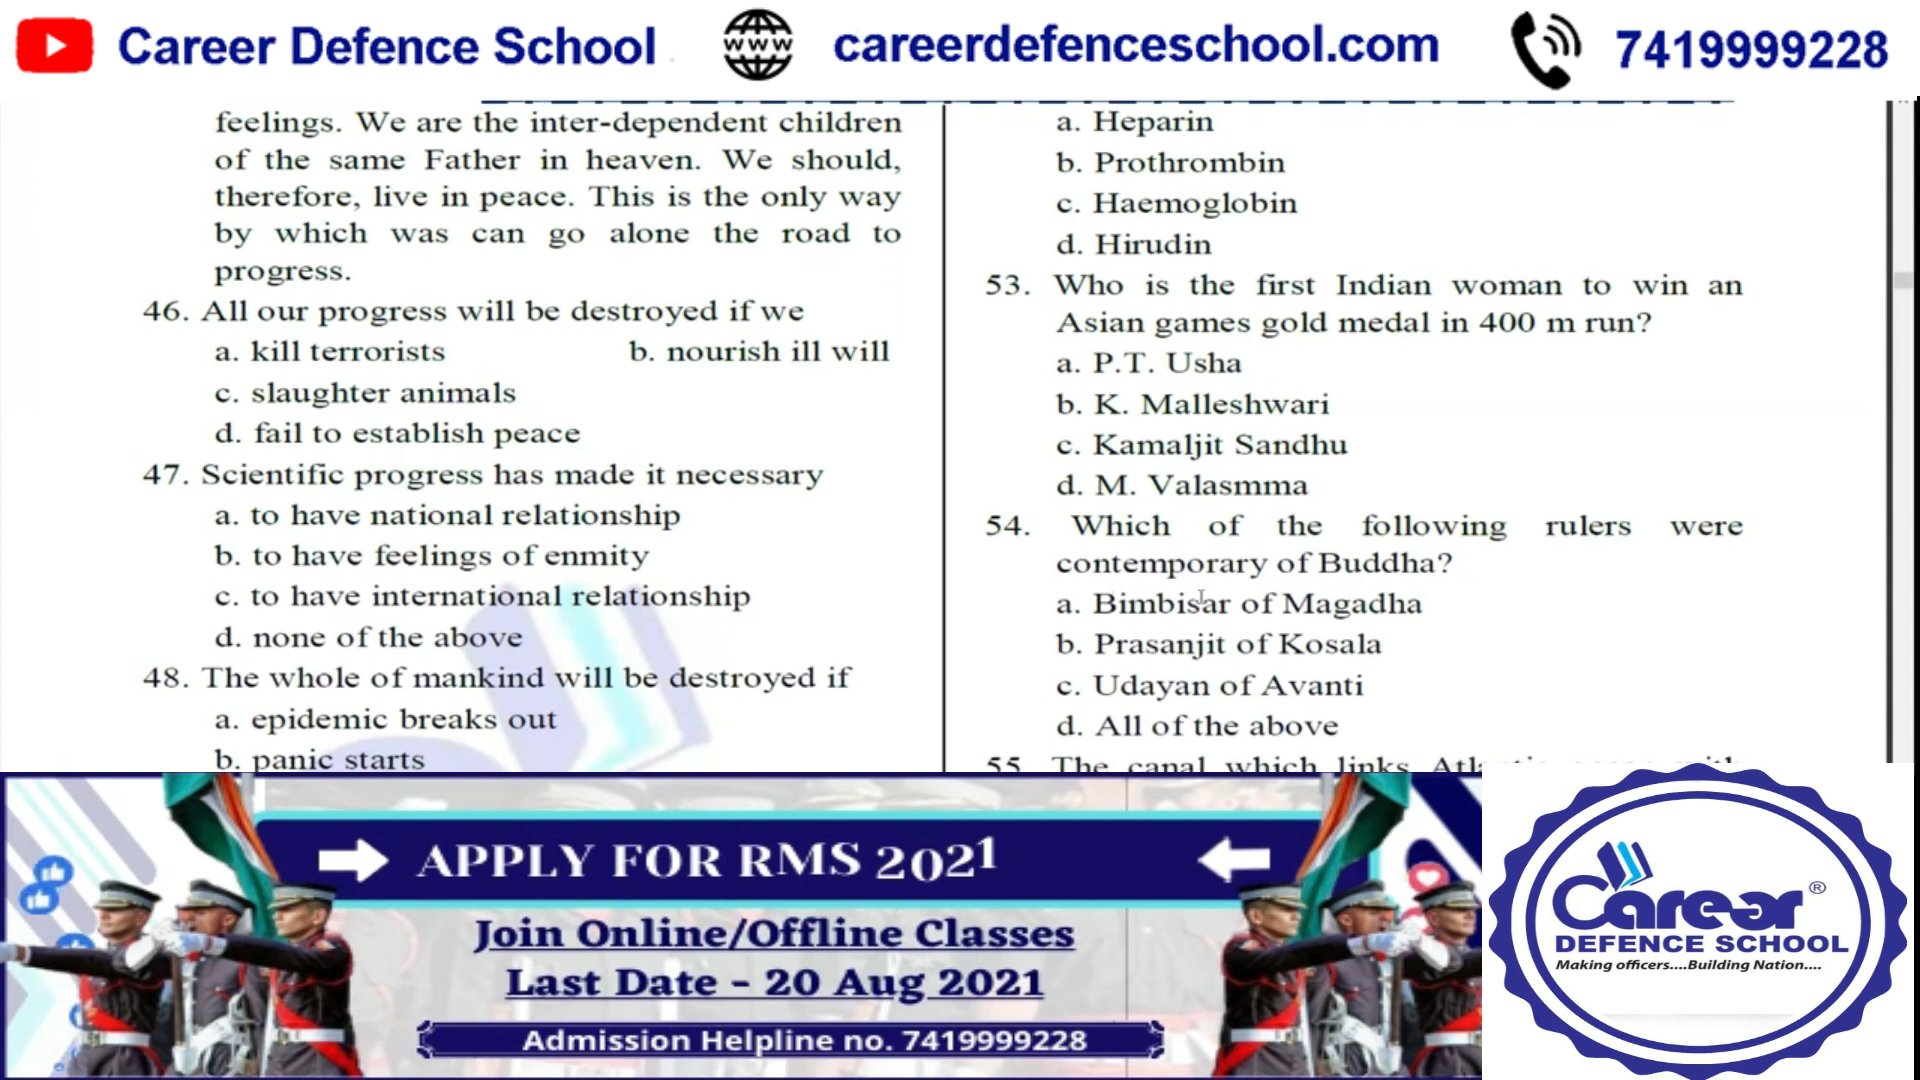 Career Defence School
careerdefenceschool.com
7419999228
feelings. We are the inter-dependent children
of the same Father in heaven. We should,
therefore, live in peace. This is the only way
by which was can go alone the road to
progress.
46. All our progress will be destroyed if we
a. kill terrorists b. nourish ill will
c. slaughter animals
d. fail to establish peace
47. Scientific progress has made it necessary
a. to have national relationship
b. to have feelings of enmity
c. to have international relationship
d. none of the above
48. The whole of mankind will be destroyed if
a. epidemic breaks out
b. panic starts
a. Heparin
b. Prothrombin
c. Haemoglobin
d. Hirudin
53. Who is the first Indian woman to win an
Asian games gold medal in 400 m run?
a. P.T. Usha
b. K. Malleshwari
c. Kamaljit Sandhu
d. M. Valasmma
54. Which of the following rulers were
contemporary of Buddha?
a. Bimbisar of Magadha
b. Prasanjit of Kosala
c. Udayan of Avanti
d. All of the above
55. The canal which links
APPLY FOR RMS 2021
Join Online/Offline Classes
Last Date - 20 Aug 2021
Admission Helpline no. 7419999228
Career ®
DEFENCE SCHOOL
Making officers....Building Nation....